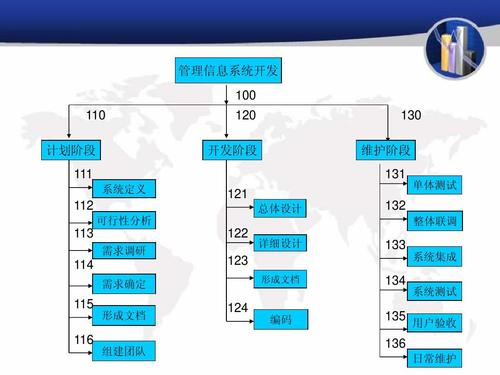 管理信息系统开发
100
110
120
130
计划阶段
开发阶段
维护阶段
111
系统定义
112
可行性分析
113
需求调研
114
需求确定
115
形成文档
116
组建团队
121
总体设计
122
详细设计
123
形成文档
124
编码
131
单体测试
132
整体联调
133
系统集成
134
系统测试
135
用户验收
136
日常维护